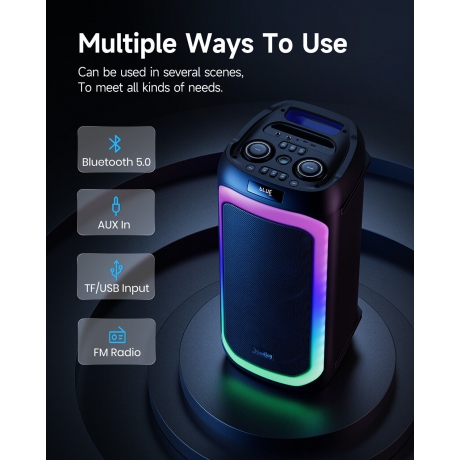 Multiple Ways To Use
Can be used in several scenes,
To meet all kinds of needs.
Bluetooth 5.0
AUX In
TF/USB Input
FM Radio
bLUE